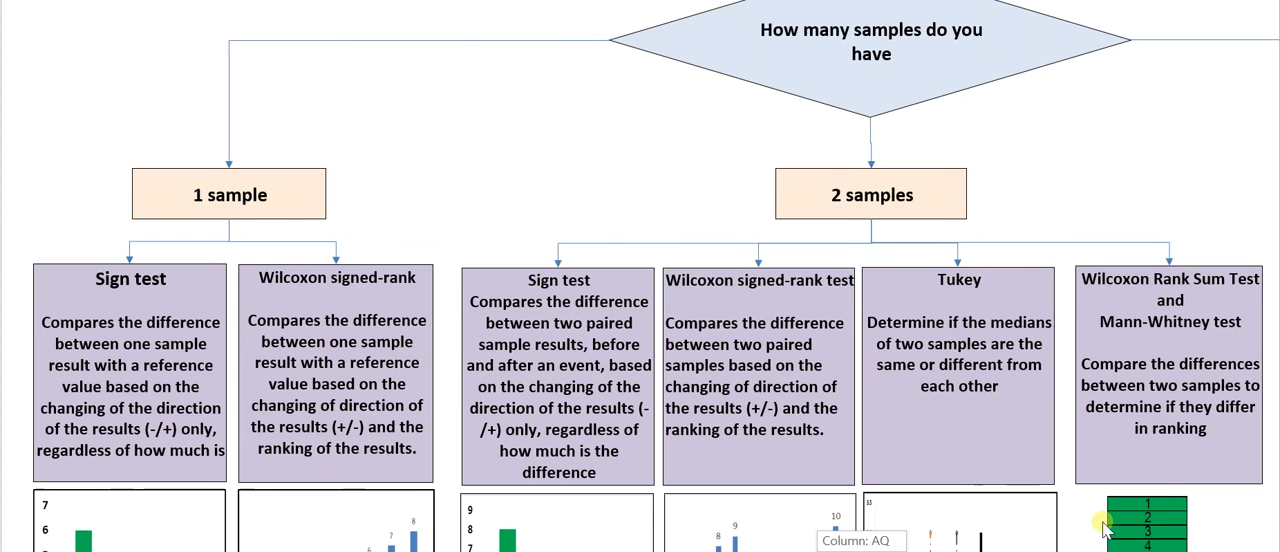 How many samples do you
have
1 sample
2 samples
Sign test
Compares the difference
between one sample
result with a reference
value based on the
changing of the direction
of the results (-/+) only,
regardless of how much is
Wilcoxon signed-rank
Compares the difference
between one sample
result with a reference
value based on the
changing of direction of
the results (+/-) and the
ranking of the results.
Sign test
Compares the difference
between two paired
sample results, before
and after an event, based
on the changing of the
direction of the results (-
/+) only, regardless of
how much is the
difference
Wilcoxon signed-rank test
Compares the difference
between two paired
samples based on the
changing of direction of
the results (+/-) and the
ranking of the results.
Tukey
Determine if the medians
of two samples are the
same or different from
each other
Wilcoxon Rank Sum Test
and
Mann-Whitney test
Compare the differences
between two samples to
determine if they differ
in ranking
7
6
8
7
6
9
8
7
10
9
8
Column: AQ
1
2
3
4